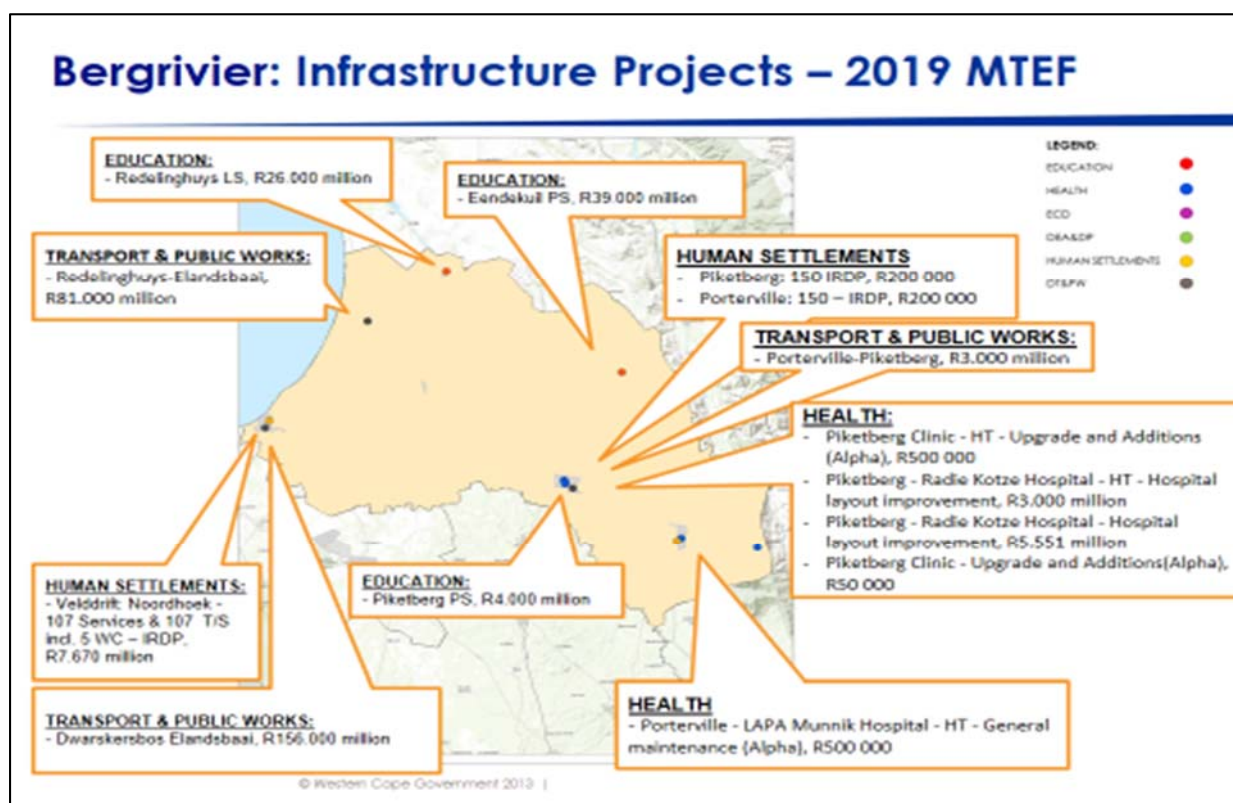 Bergrivier: Infrastructure Projects – 2019 MTEF
EDUCATION:
- Redelinghuys LS, R26.000 million
EDUCATION:
- Eendekuil PS, R39.000 million
LEGEND:
EDUCATION
HEALTH
ECD
DEA&DP
HUMAN SETTLEMENTS
DT&PW
TRANSPORT & PUBLIC WORKS:
- Redelinghuys-Elandsbaai,
R81.000 million
HUMAN SETTLEMENTS
- Piketberg: 150 IRDP, R200 000
- Porterville: 150 – IRDP, R200 000
TRANSPORT & PUBLIC WORKS:
- Porterville-Piketberg, R3.000 million
HEALTH:
- Piketberg Clinic - HT - Upgrade and Additions
(Alpha), R500 000
- Piketberg - Radie Kotze Hospital - HT - Hospital
layout improvement, R3.000 million
- Piketberg - Radie Kotze Hospital - Hospital
layout improvement, R5.551 million
- Piketberg Clinic - Upgrade and Additions(Alpha),
R50 000
HUMAN SETTLEMENTS:
- Velddrift: Noordhoek -
107 Services & 107 T/S
incl. 5 WC – IRDP,
R7.670 million
EDUCATION:
- Piketberg PS, R4.000 million
TRANSPORT & PUBLIC WORKS:
- Dwarskersbos Elandsbaai, R156.000 million
HEALTH
- Porterville - LAPA Munnik Hospital - HT - General
maintenance (Alpha), R500 000
© Western Cape Government 2013 |